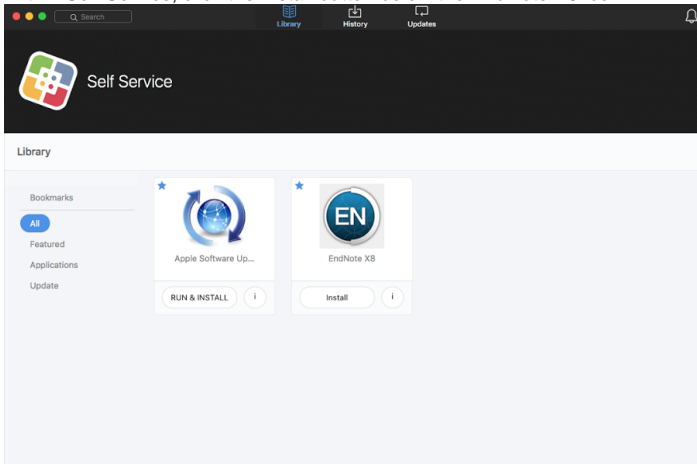 Search
Library
History
Updates
Self Service
Library
Bookmarks
All
Featured
Applications
Update
Apple Software Up...
RUN & INSTALL
i
EN
EndNote X8
Install
i